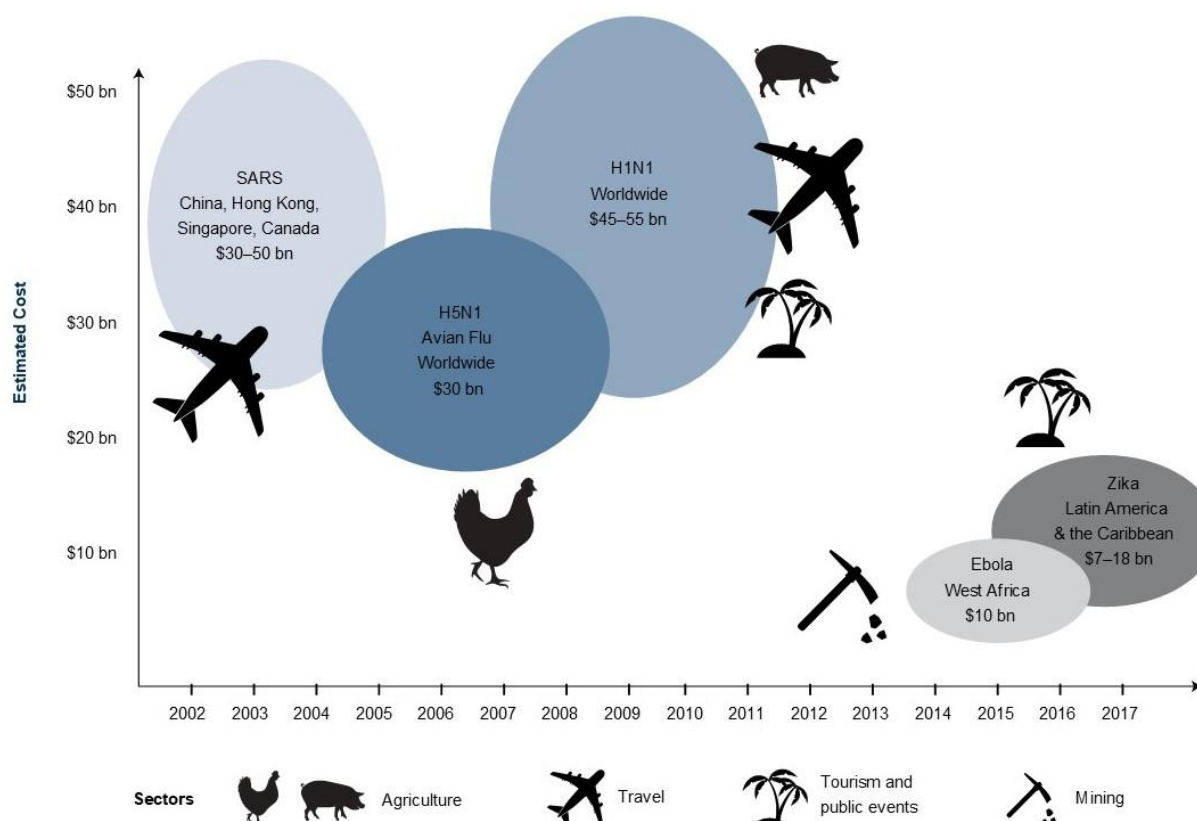 Estimated Cost
$50 bn
$40 bn
$30 bn
$20 bn
$10 bn
SARS
China, Hong Kong,
Singapore, Canada
$30–50 bn
H5N1
Avian Flu
Worldwide
$30 bn
H1N1
Worldwide
$45–55 bn
Ebola
West Africa
$10 bn
Zika
Latin America
& the Caribbean
$7–18 bn
2002 2003 2004 2005 2006 2007 2008 2009 2010 2011 2012 2013 2014 2015 2016 2017
Sectors
Agriculture
Travel
Tourism and
public events
Mining